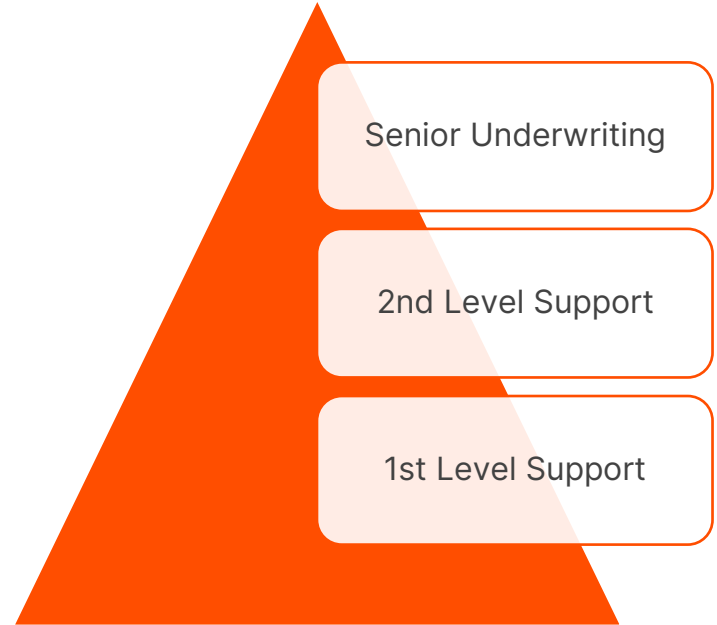 Senior Underwriting
2nd Level Support
1st Level Support